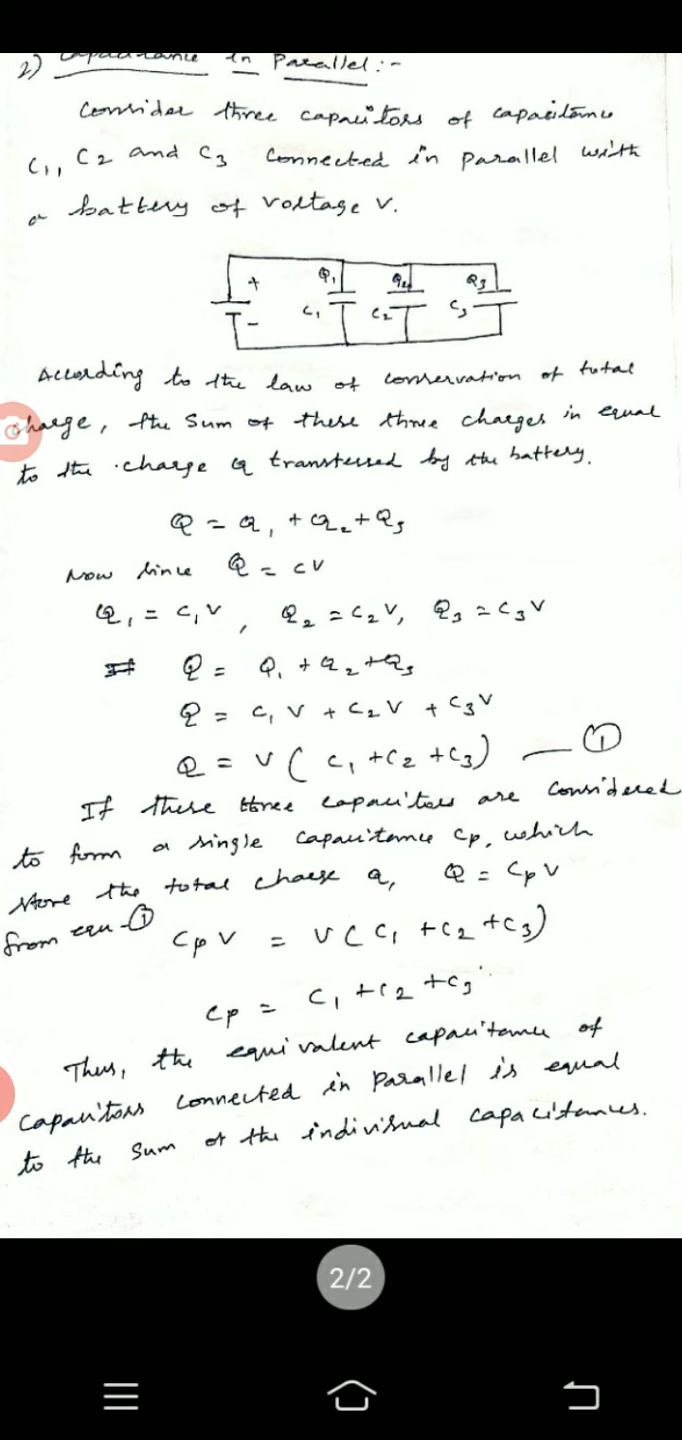 2) Capacitance in Parallel :-
Consider three capacitors of capacitance
C1, C2 and C3 connected in parallel with
a battery of voltage V.
+ Q1 Q2 Q3
- C1 C2 C3
According to the law of conservation of total
charge, the sum of these three charges in equal
to the charge Q transferred by the battery.
Q = Q1 + Q2 + Q3
Now since Q = CV
Q1 = C1V, Q2 = C2V, Q3 = C3V
Q = Q1 + Q2 + Q3
Q = C1 V + C2 V + C3 V
Q = V ( C1 + C2 + C3 ) — ①
If these three capacitors are considered
to form a single capacitance Cp, which
store the total charge Q, Q = Cp V
from equ-① Cp V = V ( C1 + C2 + C3 )
Cp = C1 + C2 + C3
Thus, the equivalent capacitance of
capacitors connected in parallel is equal
to the sum of the individual capacitances.
2/2